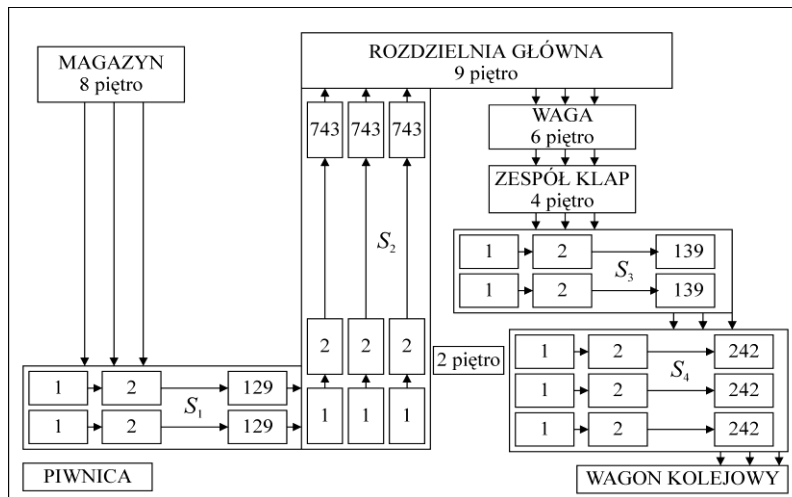 MAGAZYN
8 piętro
ROZDZIELNIA GŁÓWNA
9 piętro
743 743 743
WAGA
6 piętro
ZESPÓŁ KLAP
4 piętro
S2
1 2 139
S3
1 2 139
2 2 2
2 piętro
1 2 242
S4
1 2 242
1 2 242
1 2 129
S1
1 2 129
1 1 1
PIWNICA
WAGON KOLEJOWY